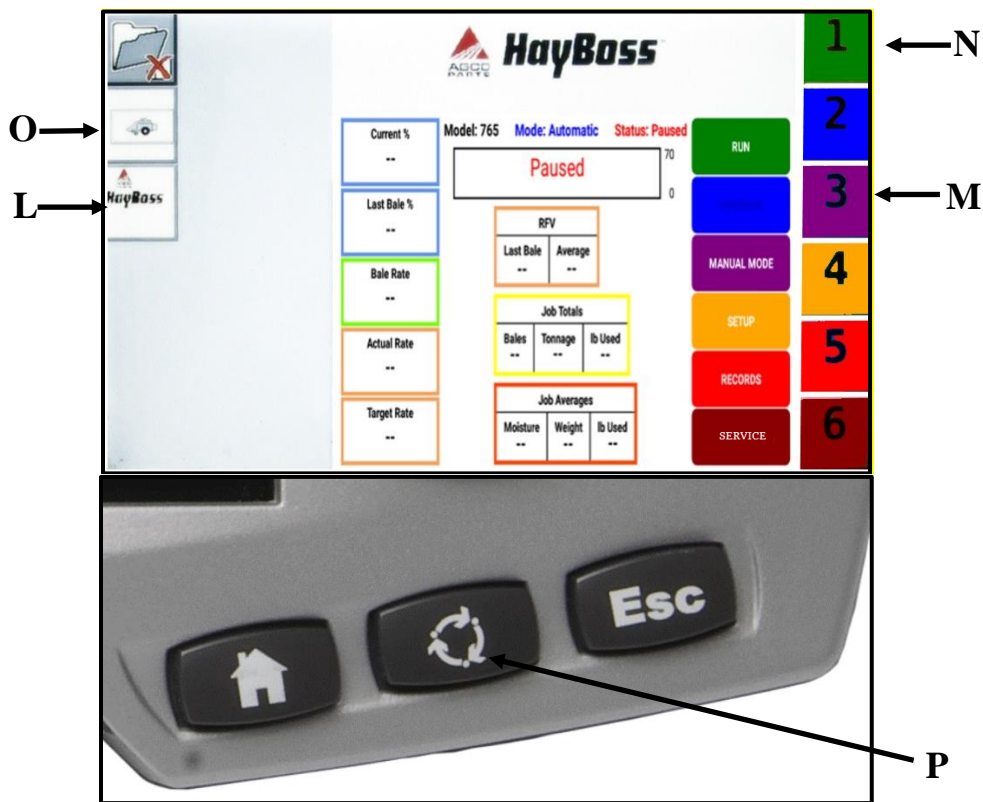 1
N
AGCO PARTS
HayBoss
2
O
Current %
--
Model: 765 Mode: Automatic Status: Paused
Paused
70
0
RUN
L
HayBoss
Last Bale %
--
3
M
RFV
Last Bale Average
-- --
MANUAL MODE
4
Bale Rate
--
Job Totals
Bales Tonnage lb Used
-- -- --
SETUP
5
Actual Rate
--
RECORDS
Target Rate
--
Job Averages
Moisture Weight lb Used
-- -- --
SERVICE
6
Esc
P